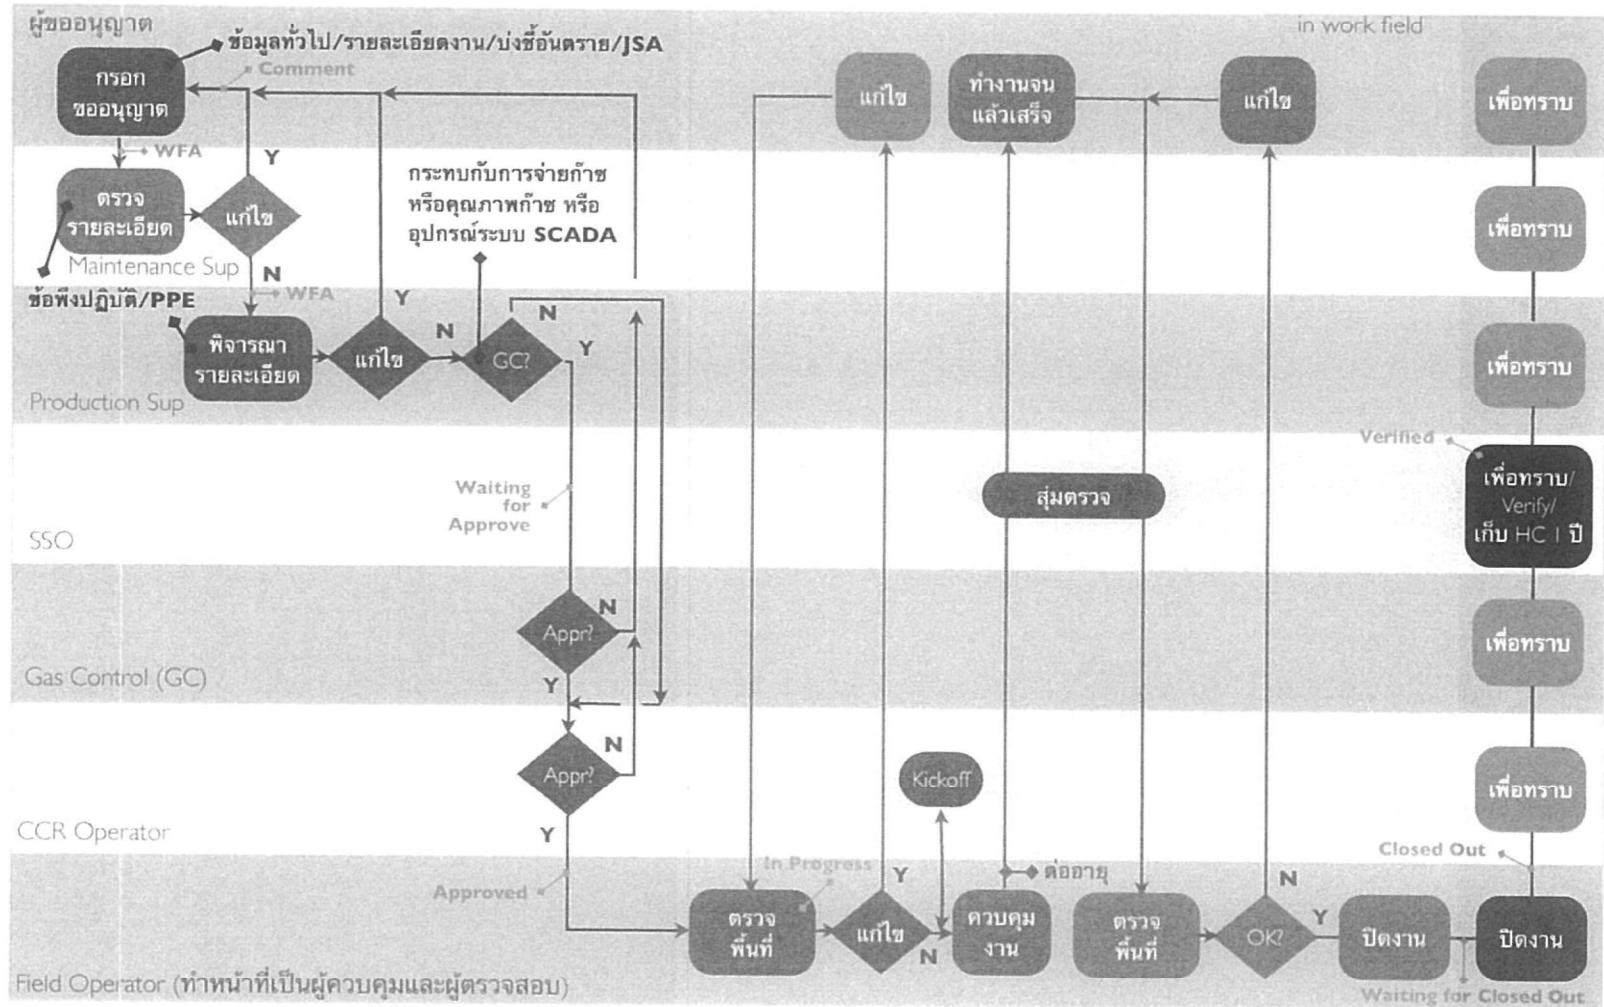 ผู้ขออนุญาต
in work field
ข้อมูลทั่วไป/รายละเอียดงาน/บ่งชี้อันตราย/JSA
Comment
กรอก
ขออนุญาต
แก้ไข
ทำงานจน
แล้วเสร็จ
แก้ไข
เพื่อทราบ
WFA
Y
ตรวจ
รายละเอียด
แก้ไข
กระทบกับการจ่ายก๊าซ
หรือคุณภาพก๊าซ หรือ
อุปกรณ์ระบบ SCADA
เพื่อทราบ
Maintenance Sup
N
ข้อพึงปฏิบัติ/PPE
WFA
Y
N
N
Y
พิจารณา
รายละเอียด
แก้ไข
GC?
เพื่อทราบ
Production Sup
Verified
Waiting
for
Approve
สุ่มตรวจ
เพื่อทราบ/
Verify/
เก็บ HC 1 ปี
SSO
N
Appr?
เพื่อทราบ
Gas Control (GC)
Y
N
Appr?
Kickoff
เพื่อทราบ
CCR Operator
Y
Closed Out
Approved
In Progress
Y
ต่ออายุ
N
ตรวจ
พื้นที่
แก้ไข
N
ควบคุม
งาน
ตรวจ
พื้นที่
OK?
Y
ปิดงาน
ปิดงาน
Field Operator (ทำหน้าที่เป็นผู้ควบคุมและผู้ตรวจสอบ)
Waiting for Closed Out